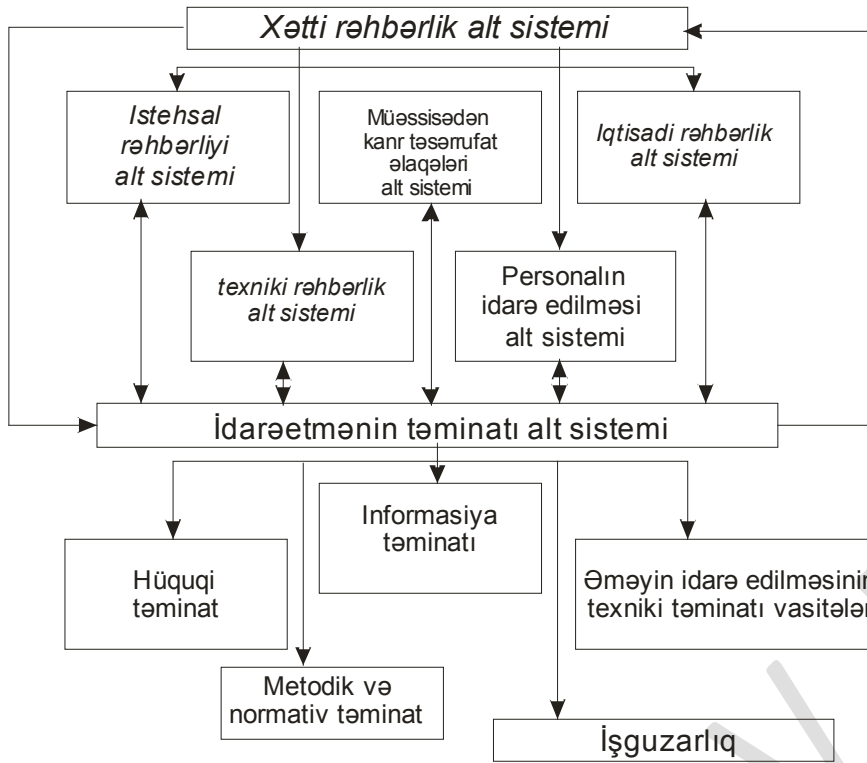 Xətti rəhbərlik alt sistemi
Istehsal
rəhbərliyi
alt sistemi
Müəssisədən
kanr təsərrufat
əlaqələri
alt sistemi
Iqtisadi rəhbərlik
alt sistemi
texniki rəhbərlik
alt sistemi
Personalın
idarə edilməsi
alt sistemi
İdarəetmənin təminatı alt sistemi
Hüquqi
təminat
Informasiya
təminatı
Əməyin idarə edilməsinin
texniki təminatı vasitələr
Metodik və
normativ təminat
İşguzarlıq